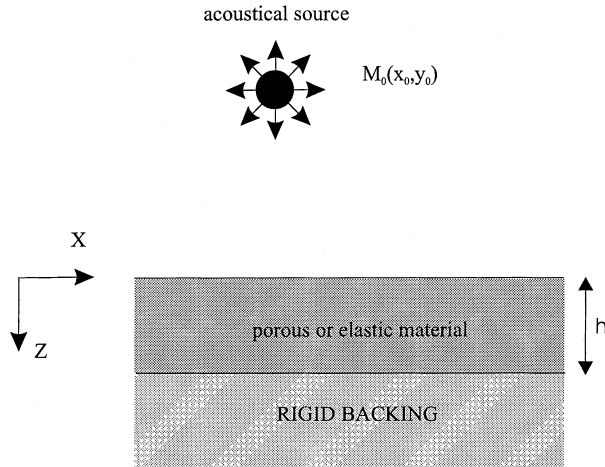 acoustical source
M₀(x₀,y₀)
X
Z
porous or elastic material
h
RIGID BACKING